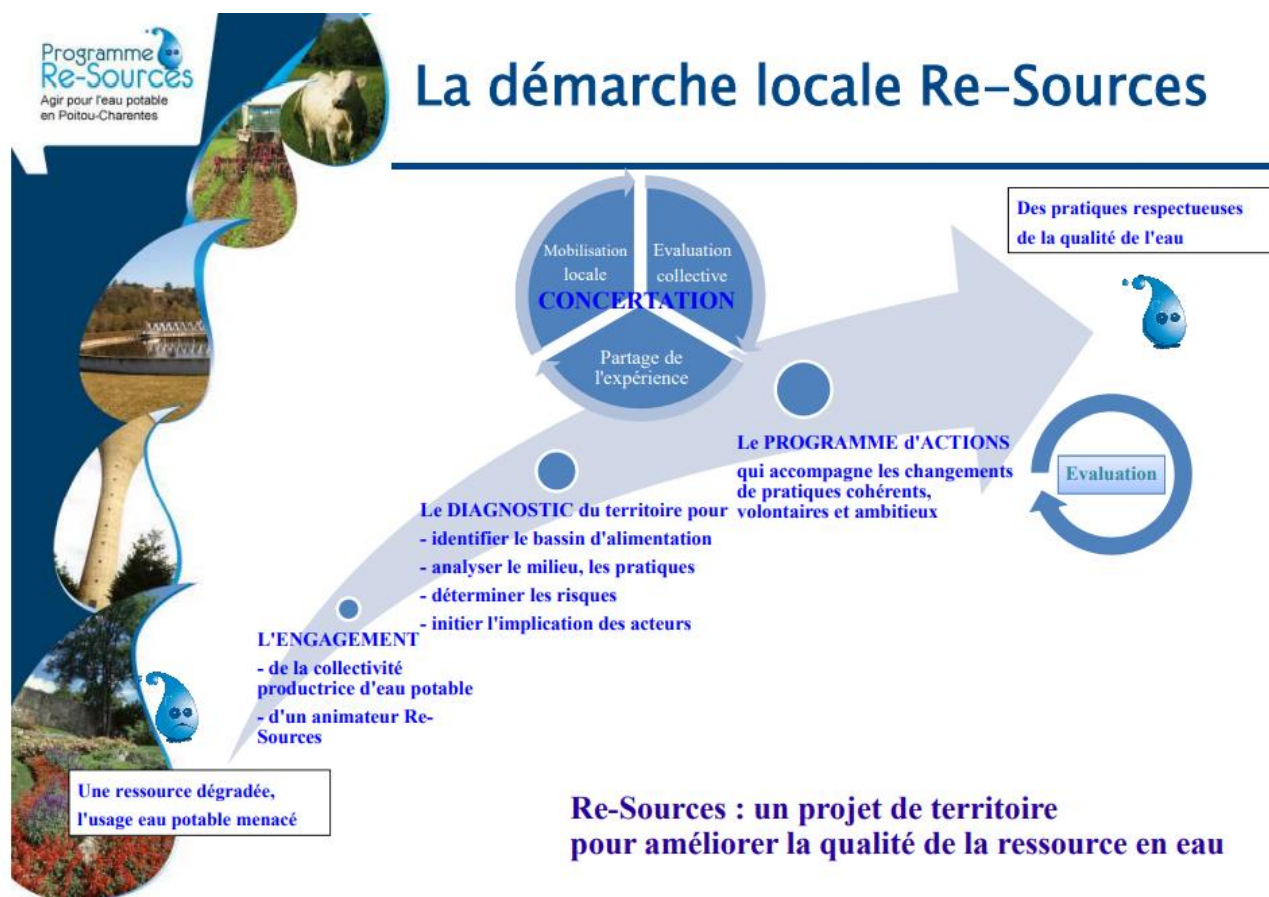 Programme
Re-Sources
Agir pour l'eau potable
en Poitou-Charentes
La démarche locale Re-Sources
Des pratiques respectueuses
de la qualité de l'eau
Mobilisation
locale
Evaluation
collective
CONCERTATION
Partage de
l'expérience
Le PROGRAMME d'ACTIONS
qui accompagne les changements
de pratiques cohérents,
volontaires et ambitieux
Evaluation
Le DIAGNOSTIC du territoire pour
- identifier le bassin d'alimentation
- analyser le milieu, les pratiques
- déterminer les risques
- initier l'implication des acteurs
L'ENGAGEMENT
- de la collectivité
productrice d'eau potable
- d'un animateur Re-
Sources
Une ressource dégradée,
l'usage eau potable menacé
Re-Sources : un projet de territoire
pour améliorer la qualité de la ressource en eau